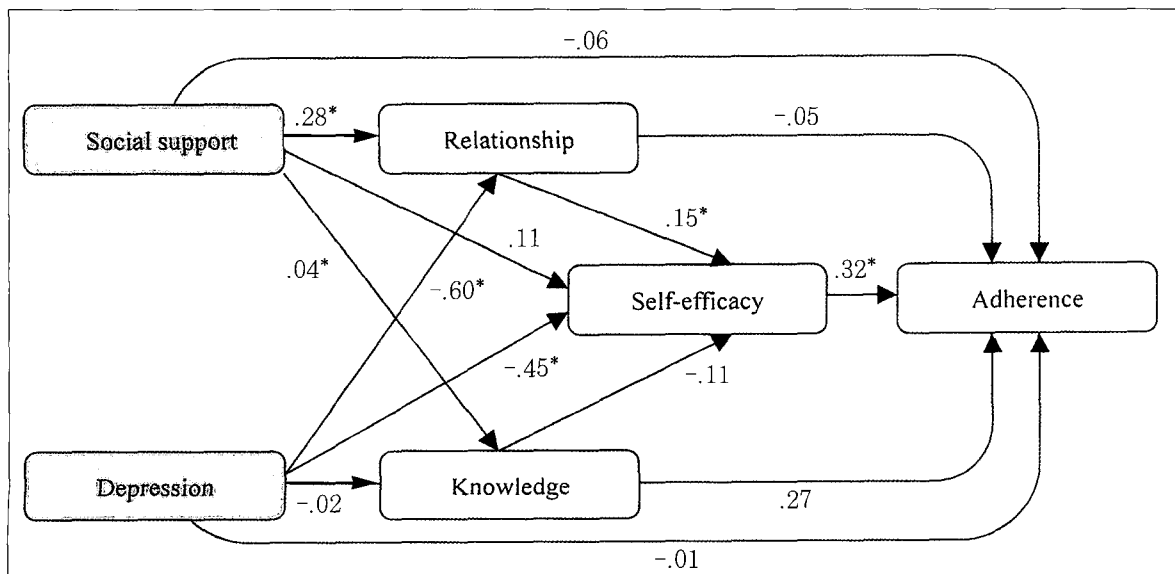 -.06
Social support
.28*
Relationship
-.05
.15*
.11
.04*
-.60*
Self-efficacy
.32*
Adherence
-.45*
-.11
Depression
-.02
Knowledge
.27
-.01